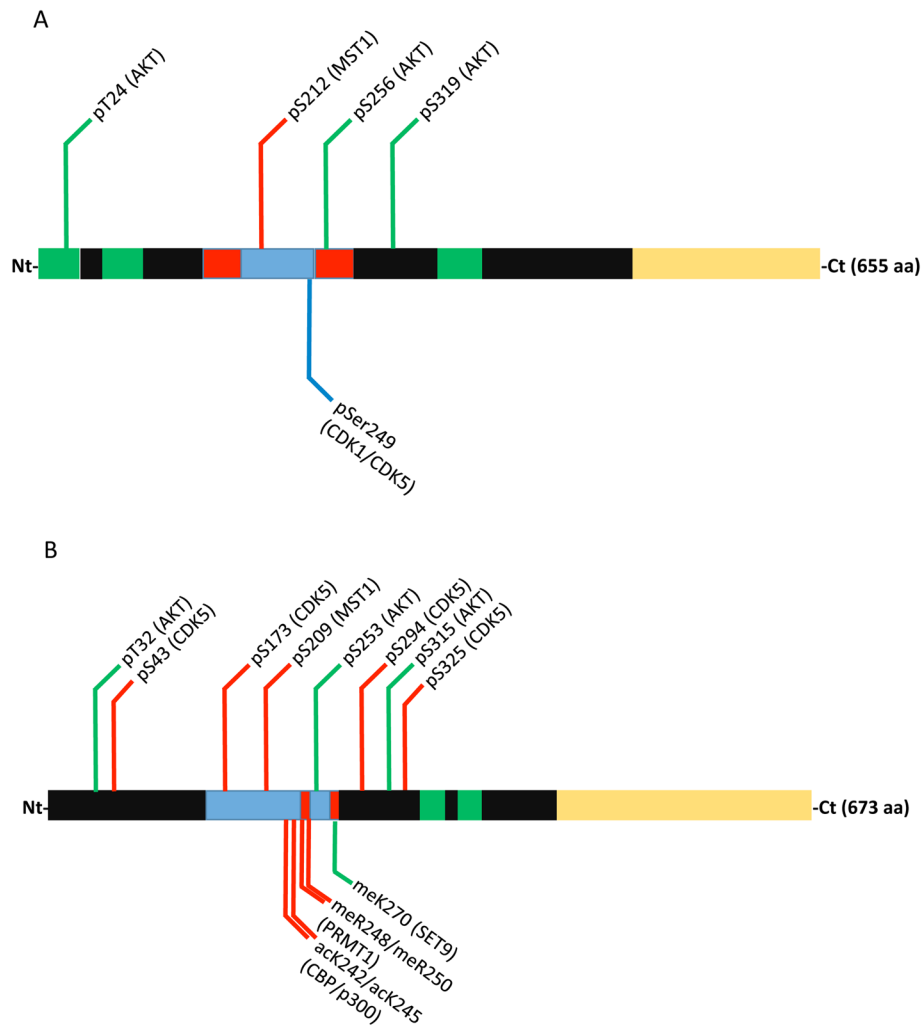 A
pT24 (AKT)
pS212 (MST1)
pS256 (AKT)
pS319 (AKT)
Nt-
-Ct (655 aa)
pSer249
(CDK1/CDK5)
B
pT32 (AKT)
pS43 (CDK5)
pS173 (CDK5)
pS209 (MST1)
pS253 (AKT)
pS294 (CDK5)
pS315 (AKT)
pS325 (CDK5)
Nt-
-Ct (673 aa)
meK270 (SET9)
meR248/meR250
(PRMT1)
acK242/acK245
(CBP/p300)